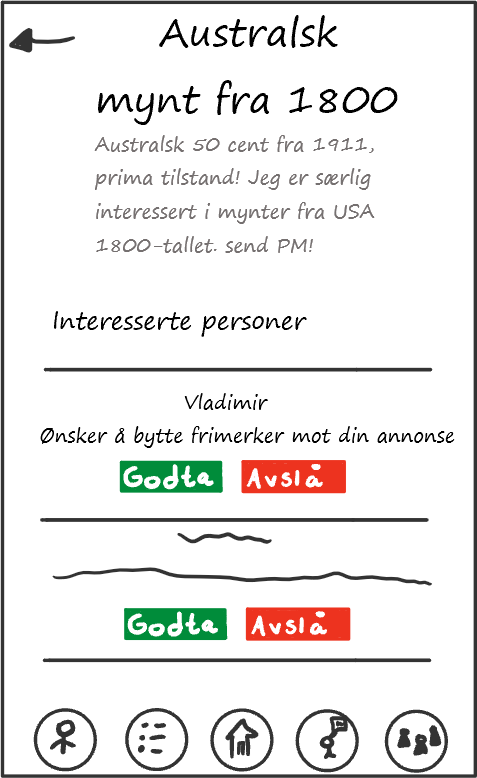 Australsk
mynt fra 1800
Australsk 50 cent fra 1911,
prima tilstand! Jeg er særlig
interessert i mynter fra USA
1800-tallet. send PM!
Interesserte personer
Vladimir
Ønsker å bytte frimerker mot din annonse
Godta Avslå
Godta Avslå